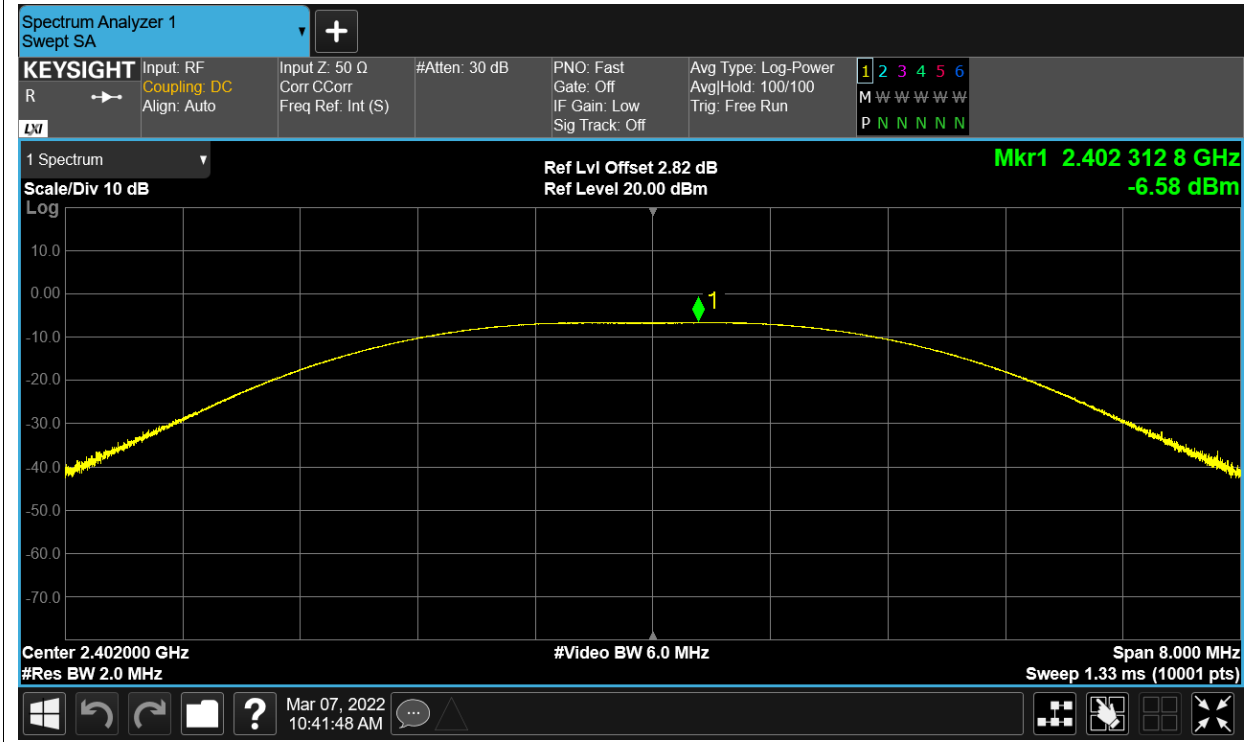 Spectrum Analyzer 1
Swept SA
KEYSIGHT
R
LXI
Input: RF
Coupling: DC
Align: Auto
Input Z: 50 Ω
Corr CCorr
Freq Ref: Int (S)
#Atten: 30 dB
PNO: Fast
Gate: Off
IF Gain: Low
Sig Track: Off
Avg Type: Log-Power
Avg|Hold: 100/100
Trig: Free Run
1 2 3 4 5 6
M W W W W W W
P N N N N N N
1 Spectrum
Scale/Div 10 dB
Log
Ref Lvl Offset 2.82 dB
Ref Level 20.00 dBm
Mkr1 2.402 312 8 GHz
-6.58 dBm
10.0
0.00
1
-10.0
-20.0
-30.0
-40.0
-50.0
-60.0
-70.0
Center 2.402000 GHz
#Video BW 6.0 MHz
Span 8.000 MHz
#Res BW 2.0 MHz
Sweep 1.33 ms (10001 pts)
?
Mar 07, 2022
10:41:48 AM